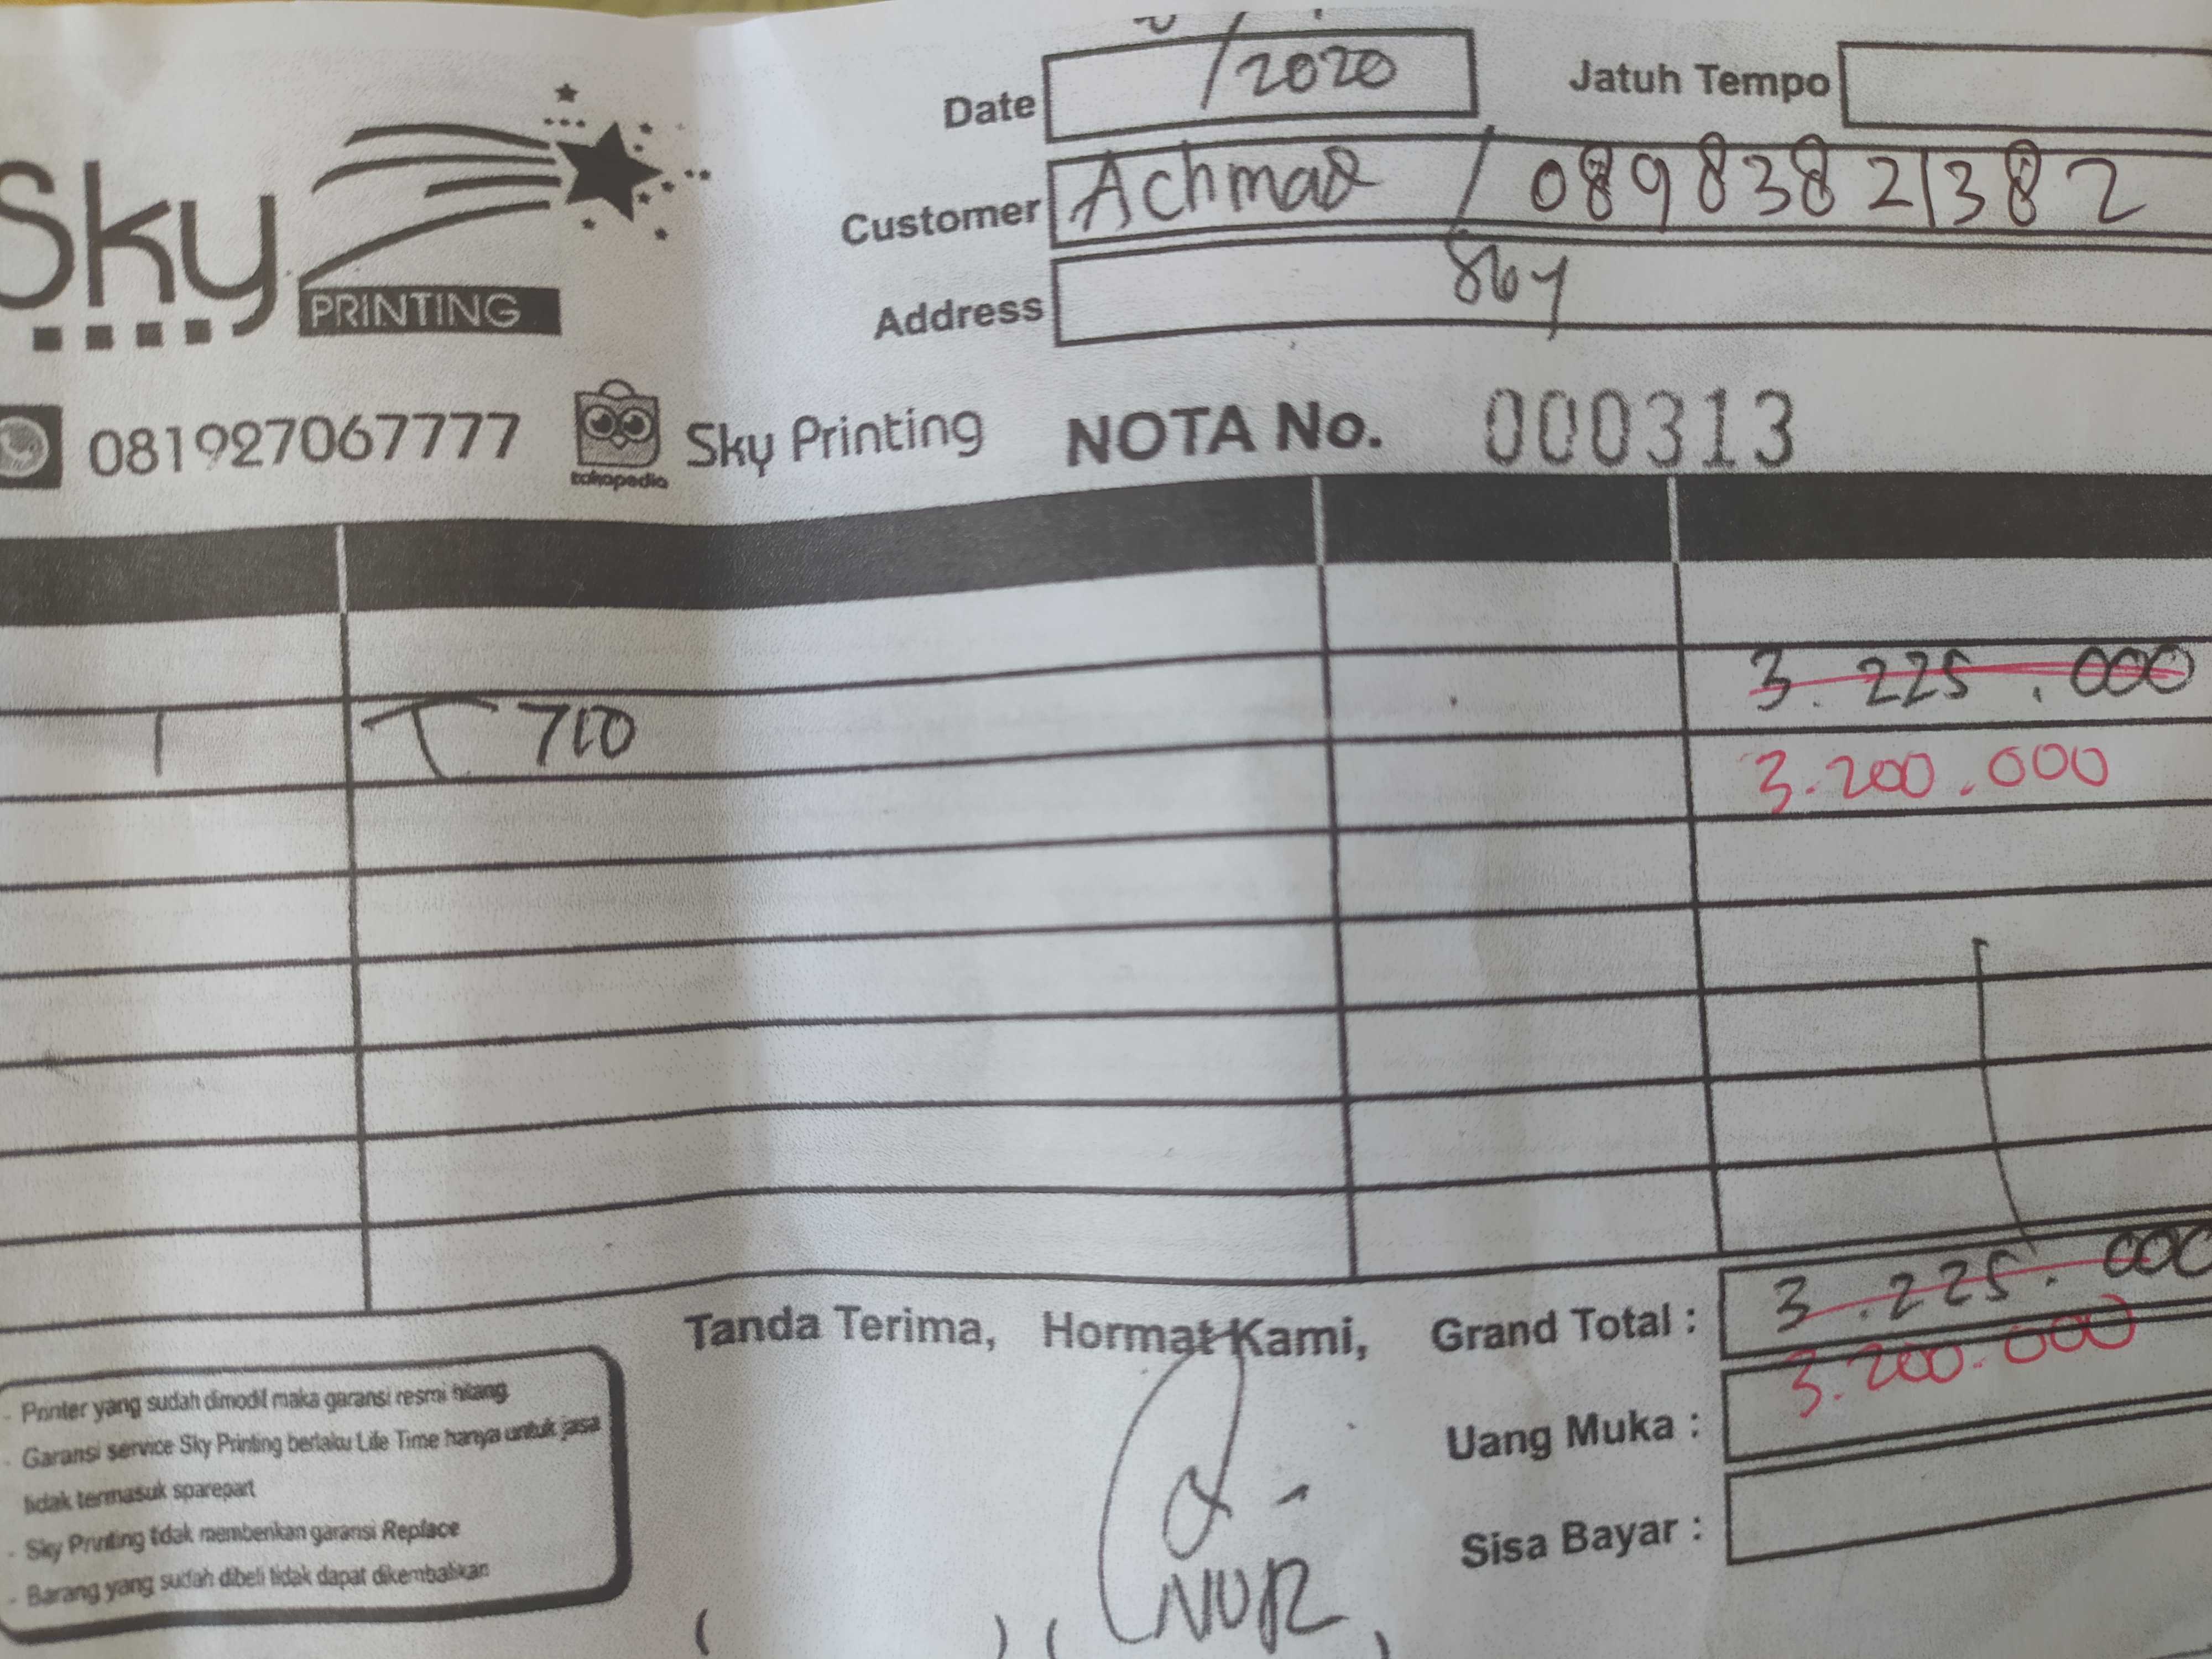 Sky
PRINTING
Date /2020 Jatuh Tempo
Customer Achmad / 08983821382
Address
081927067777 tokopedia Sky Printing NOTA No. 000313
3.225.000
1 T 710
3.200.000
Tanda Terima, Hormat Kami, Grand Total : 3.225.000
3.200.000
Uang Muka :
Sisa Bayar :
- Printer yang sudah dimodif maka garansi resmi hilang
- Garansi service Sky Printing berlaku Life Time hanya untuk jasa
tidak termasuk sparepart
- Sky Printing tidak memberikan garansi Replace
- Barang yang sudah dibeli tidak dapat dikembalikan
( ) ( NUR )